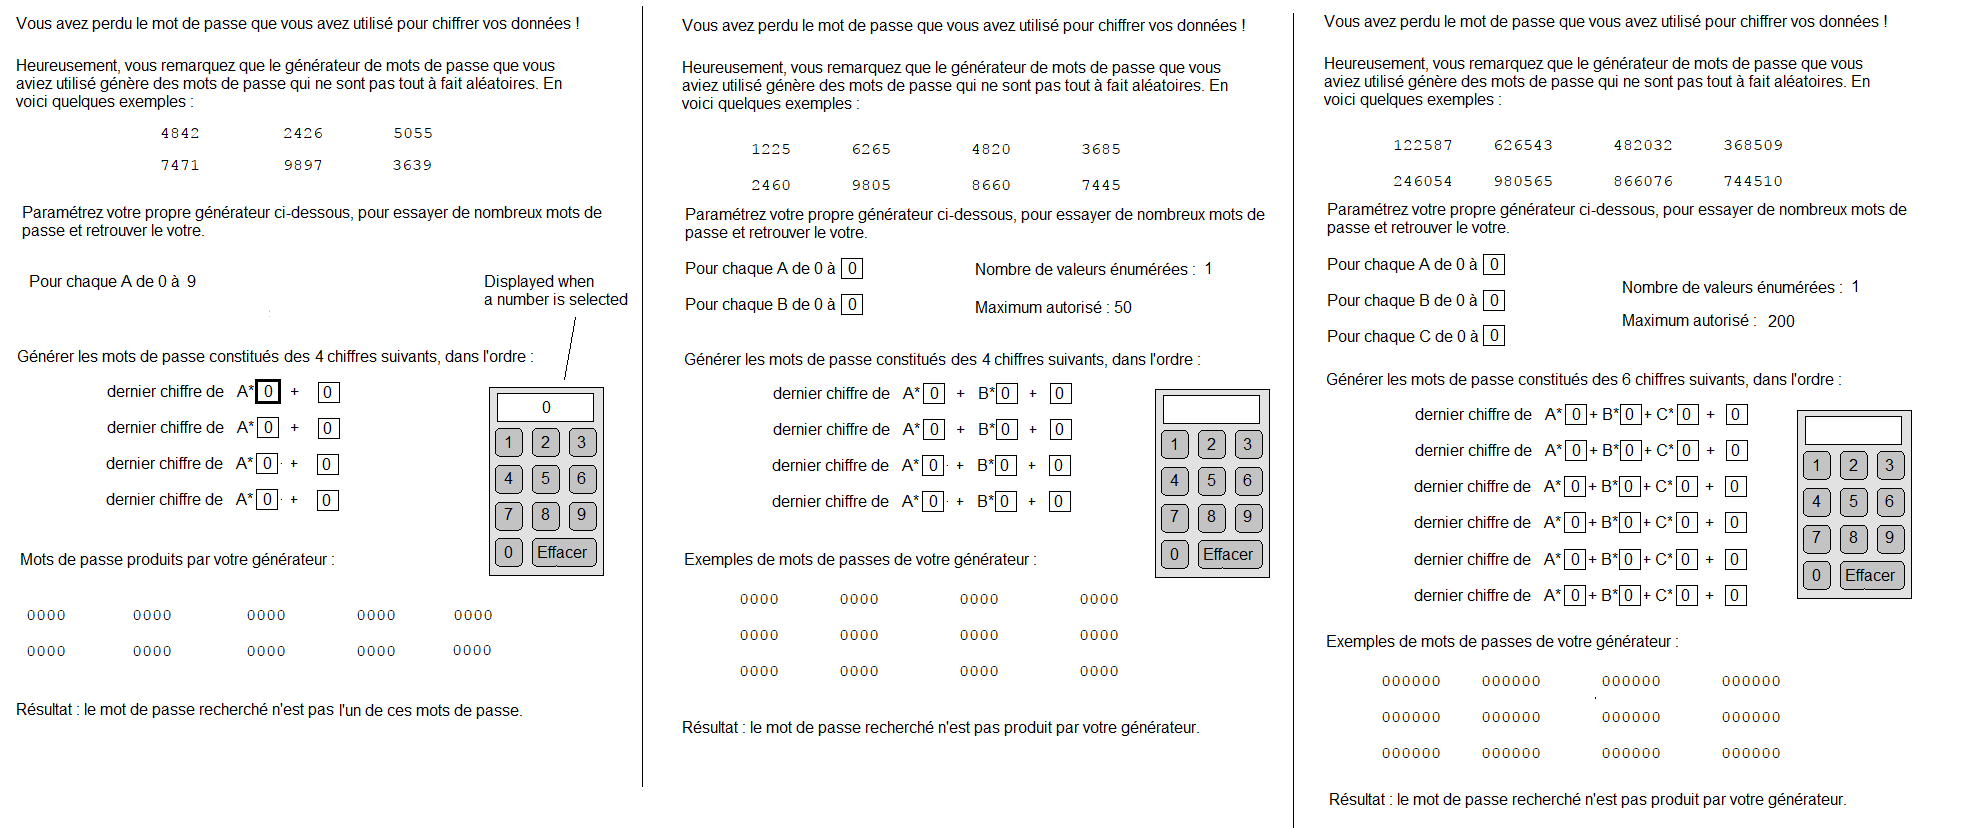 Vous avez perdu le mot de passe que vous avez utilisé pour chiffrer vos données !
Heureusement, vous remarquez que le générateur de mots de passe que vous
aviez utilisé génère des mots de passe qui ne sont pas tout à fait aléatoires. En
voici quelques exemples :
4842 2426 5055
7471 9897 3639
Paramétrez votre propre générateur ci-dessous, pour essayer de nombreux mots de
passe et retrouver le votre.
Pour chaque A de 0 à 9
Displayed when
a number is selected
Générer les mots de passe constitués des 4 chiffres suivants, dans l'ordre :
dernier chiffre de A* 0 + 0
dernier chiffre de A* 0 + 0
dernier chiffre de A* 0 + 0
dernier chiffre de A* 0 + 0
0
1 2 3
4 5 6
7 8 9
0 Effacer
Mots de passe produits par votre générateur :
0000 0000 0000 0000 0000
0000 0000 0000 0000 0000
Résultat : le mot de passe recherché n'est pas l'un de ces mots de passe.
Vous avez perdu le mot de passe que vous avez utilisé pour chiffrer vos données !
Heureusement, vous remarquez que le générateur de mots de passe que vous
aviez utilisé génère des mots de passe qui ne sont pas tout à fait aléatoires. En
voici quelques exemples :
1225 6265 4820 3685
2460 9805 8660 7445
Paramétrez votre propre générateur ci-dessous, pour essayer de nombreux mots de
passe et retrouver le votre.
Pour chaque A de 0 à 0
Pour chaque B de 0 à 0
Nombre de valeurs énumérées : 1
Maximum autorisé : 50
Générer les mots de passe constitués des 4 chiffres suivants, dans l'ordre :
dernier chiffre de A* 0 + B* 0 + 0
dernier chiffre de A* 0 + B* 0 + 0
dernier chiffre de A* 0 + B* 0 + 0
dernier chiffre de A* 0 + B* 0 + 0
1 2 3
4 5 6
7 8 9
0 Effacer
Exemples de mots de passes de votre générateur :
0000 0000 0000 0000
0000 0000 0000 0000
0000 0000 0000 0000
Résultat : le mot de passe recherché n'est pas produit par votre générateur.
Vous avez perdu le mot de passe que vous avez utilisé pour chiffrer vos données !
Heureusement, vous remarquez que le générateur de mots de passe que vous
aviez utilisé génère des mots de passe qui ne sont pas tout à fait aléatoires. En
voici quelques exemples :
122587 626543 482032 368509
246054 980565 866076 744510
Paramétrez votre propre générateur ci-dessous, pour essayer de nombreux mots de
passe et retrouver le votre.
Pour chaque A de 0 à 0
Pour chaque B de 0 à 0
Pour chaque C de 0 à 0
Nombre de valeurs énumérées : 1
Maximum autorisé : 200
Générer les mots de passe constitués des 6 chiffres suivants, dans l'ordre :
dernier chiffre de A* 0 + B* 0 + C* 0 + 0
dernier chiffre de A* 0 + B* 0 + C* 0 + 0
dernier chiffre de A* 0 + B* 0 + C* 0 + 0
dernier chiffre de A* 0 + B* 0 + C* 0 + 0
dernier chiffre de A* 0 + B* 0 + C* 0 + 0
dernier chiffre de A* 0 + B* 0 + C* 0 + 0
1 2 3
4 5 6
7 8 9
0 Effacer
Exemples de mots de passes de votre générateur :
000000 000000 000000 000000
000000 000000 000000 000000
000000 000000 000000 000000
Résultat : le mot de passe recherché n'est pas produit par votre générateur.